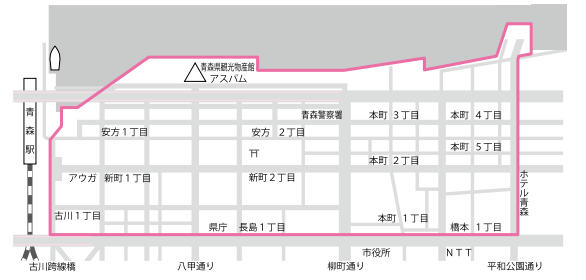 青森県観光物産館
アスパム
青森駅
青森警察署
本町 3丁目
本町 4丁目
安方1丁目
安方 2丁目
本町 5丁目
本町 2丁目
アウガ 新町1丁目
新町2丁目
ホテル青森
古川1丁目
本町 1丁目
県庁 長島1丁目
橋本 1丁目
市役所
NTT
古川跨線橋
八甲通り
柳町通り
平和公園通り